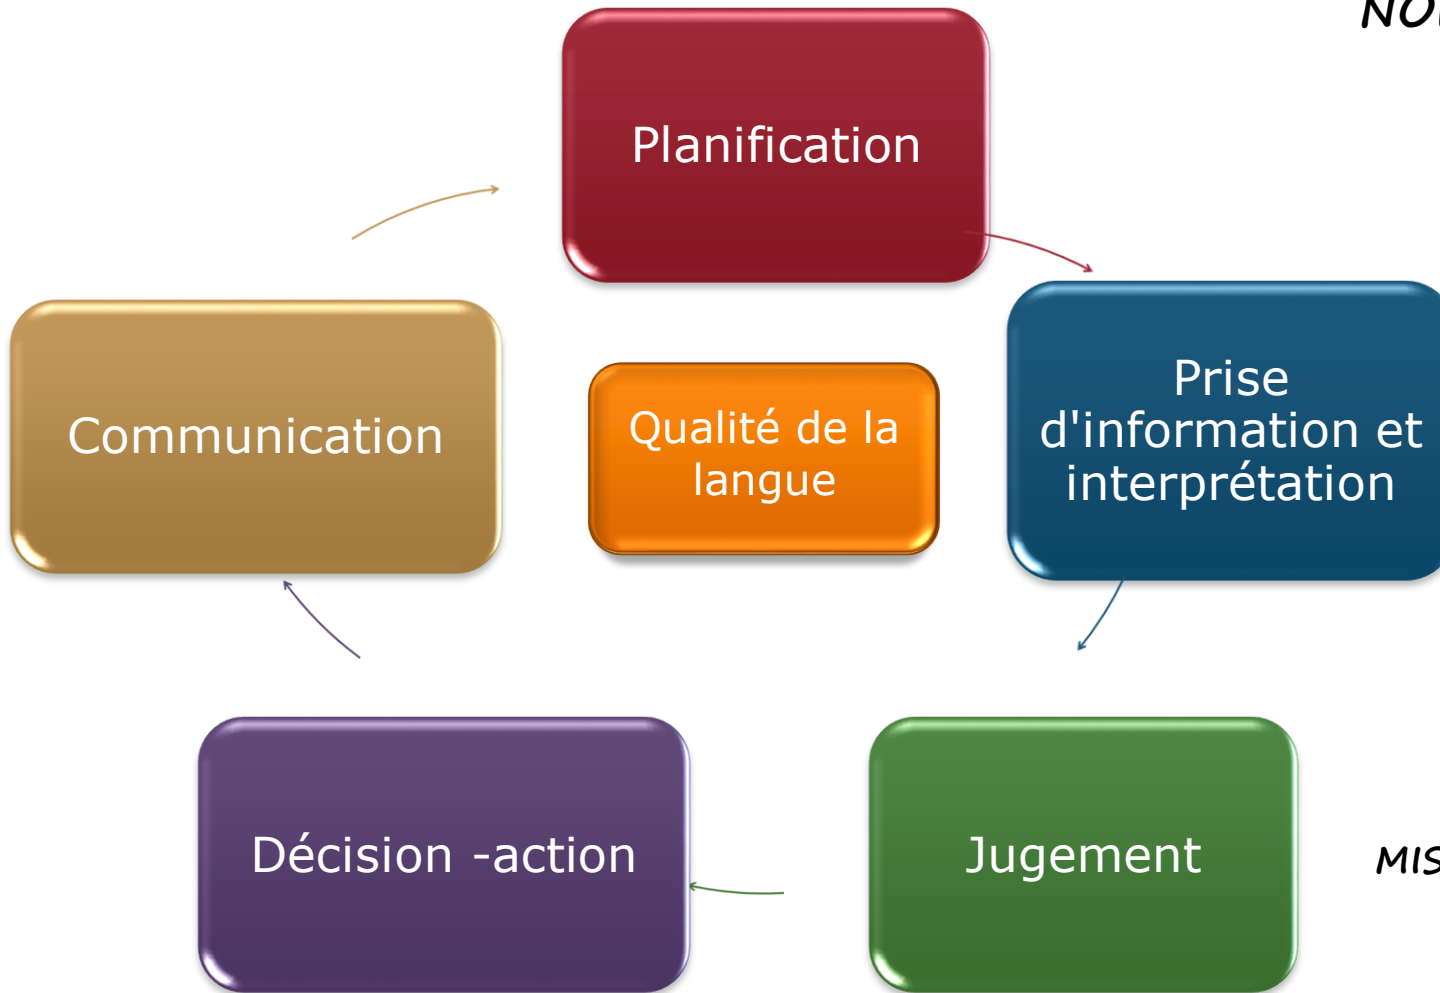 Planification
Communication
Qualité de la
langue
Prise
d'information et
interprétation
Décision -action
Jugement